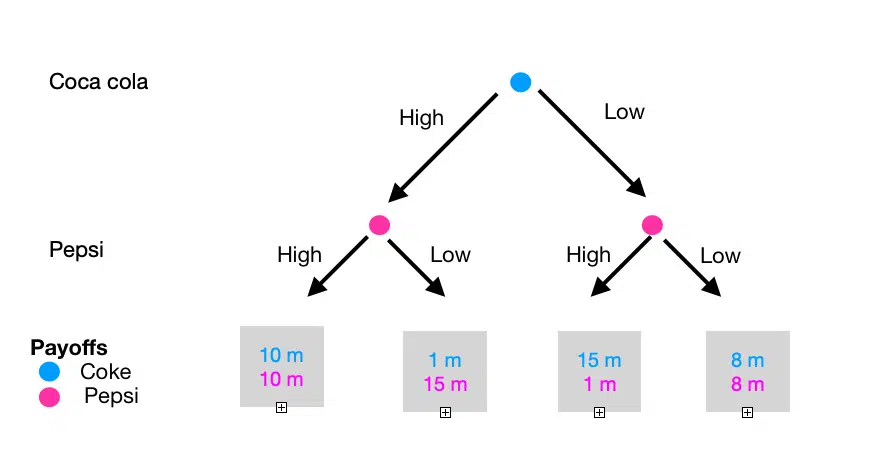 Coca cola
High
Low
Pepsi
High
Low
High
Low
Payoffs
Coke
Pepsi
10 m
10 m
1 m
15 m
15 m
1 m
8 m
8 m